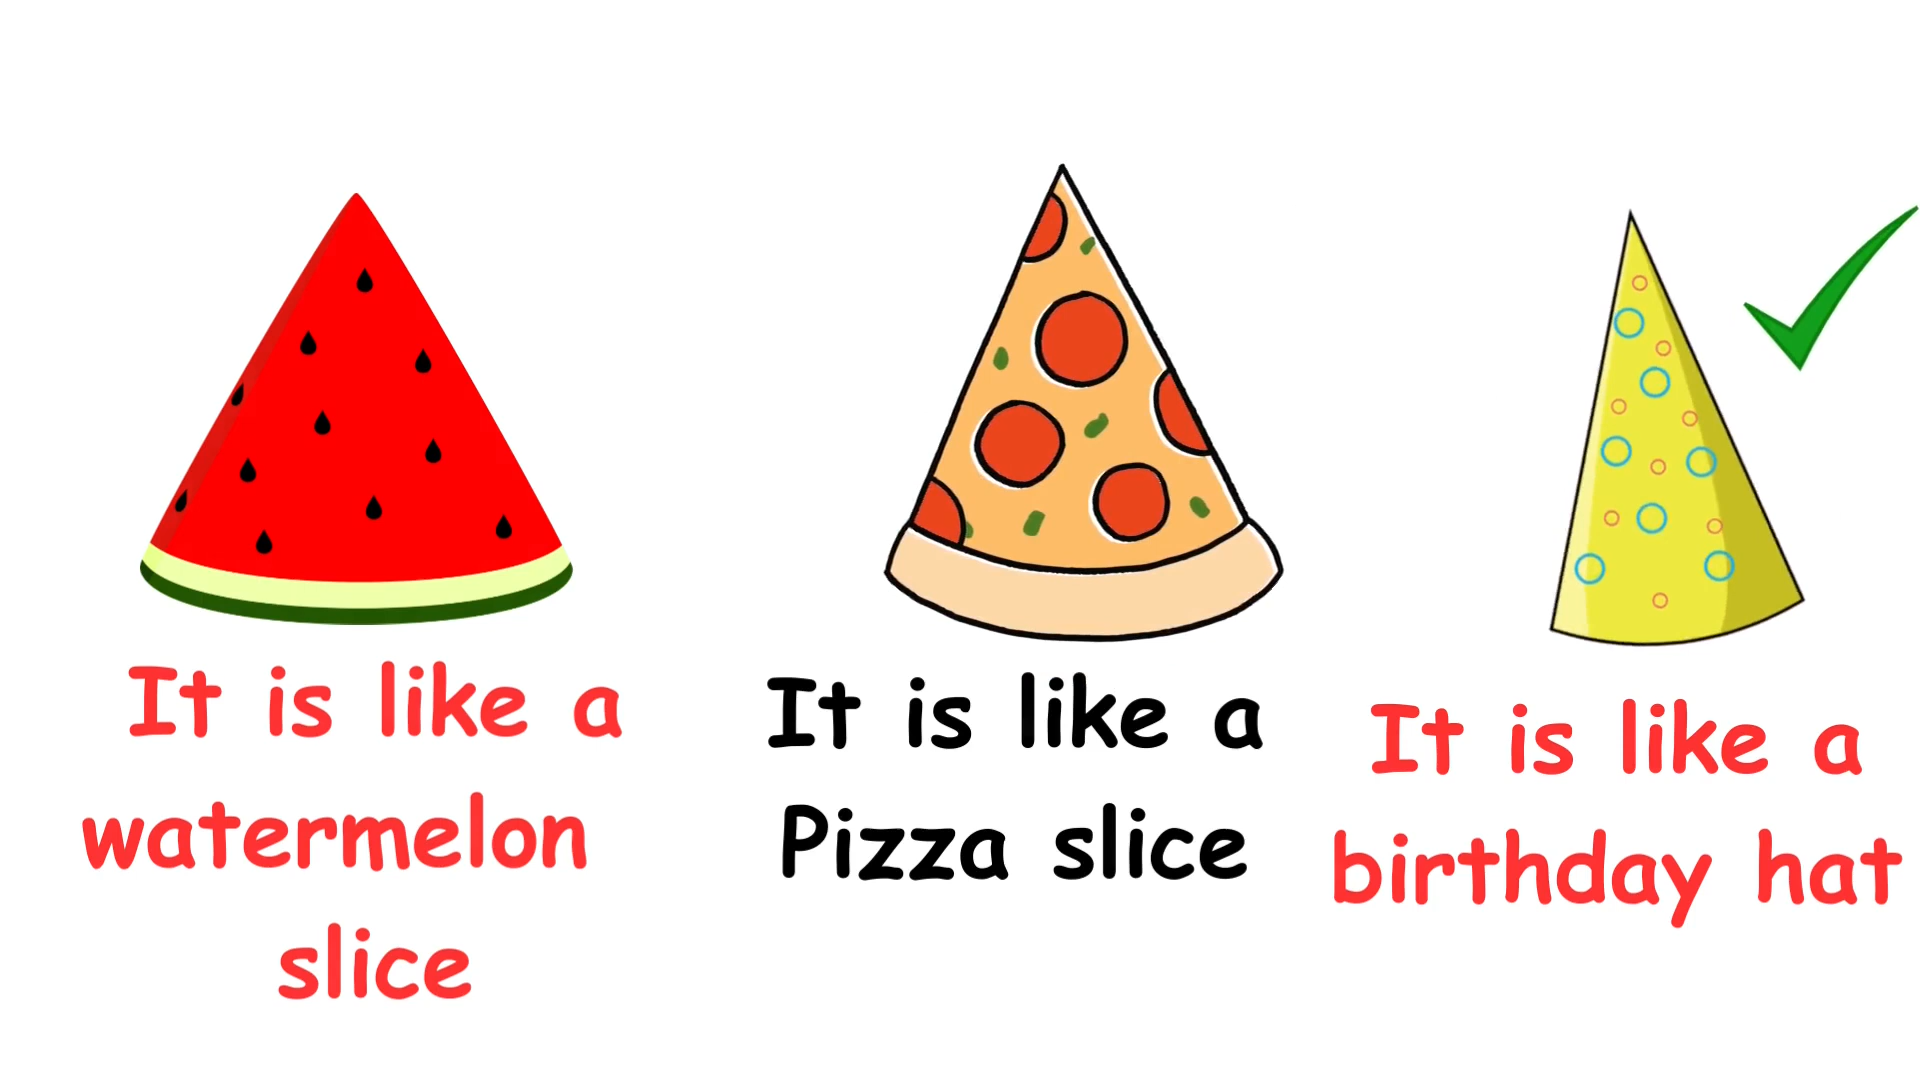 It is like a
watermelon
slice
It is like a
Pizza slice
It is like a
birthday hat